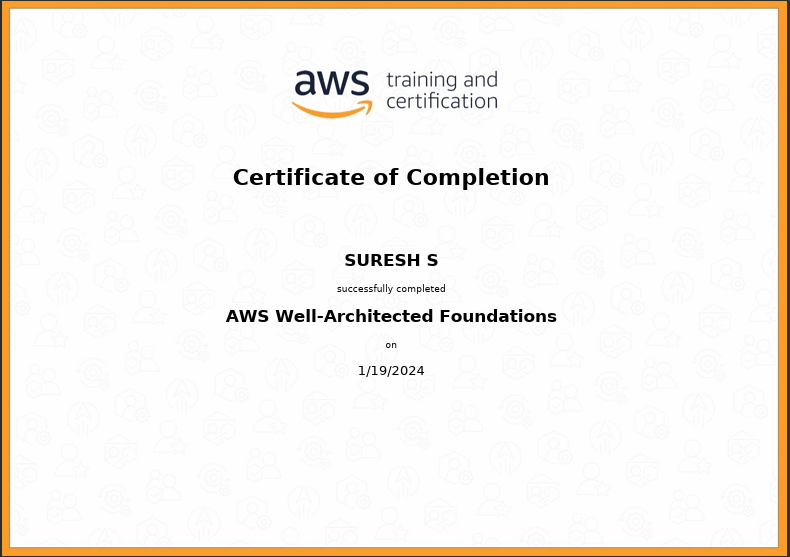 aws training and
certification
Certificate of Completion
SURESH S
successfully completed
AWS Well-Architected Foundations
on
1/19/2024